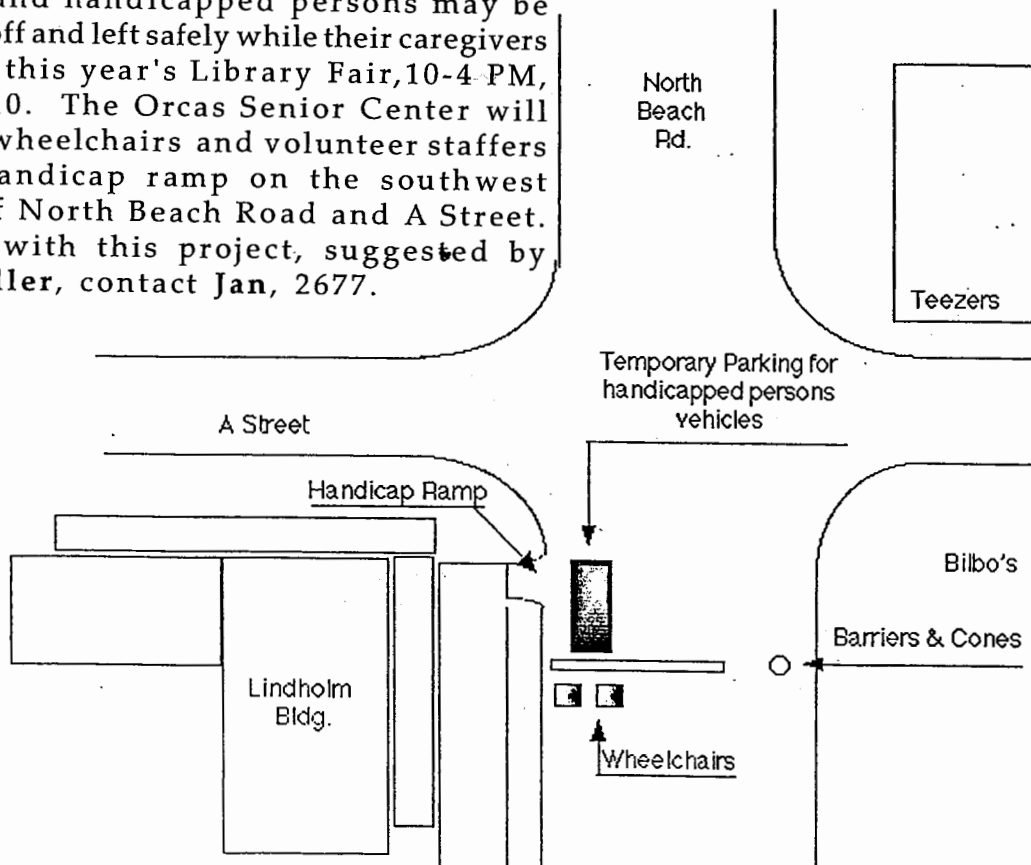 and handicapped persons may be
off and left safely while their caregivers
this year's Library Fair, 10-4 PM,
0. The Orcas Senior Center will
wheelchairs and volunteer staffers
andicap ramp on the southwest
f North Beach Road and A Street.
with this project, suggested by
ller, contact Jan, 2677.
North
Beach
Rd.
Teezers
Temporary Parking for
handicapped persons
vehicles
A Street
Handicap Ramp
Bilbo's
Barriers & Cones
Lindholm
Bldg.
Wheelchairs